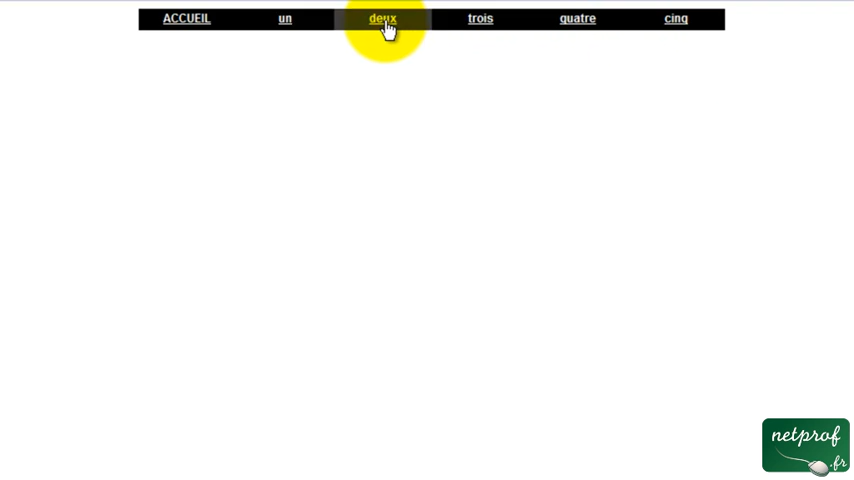 ACCUEIL un deux trois quatre cinq
netprof
.fr